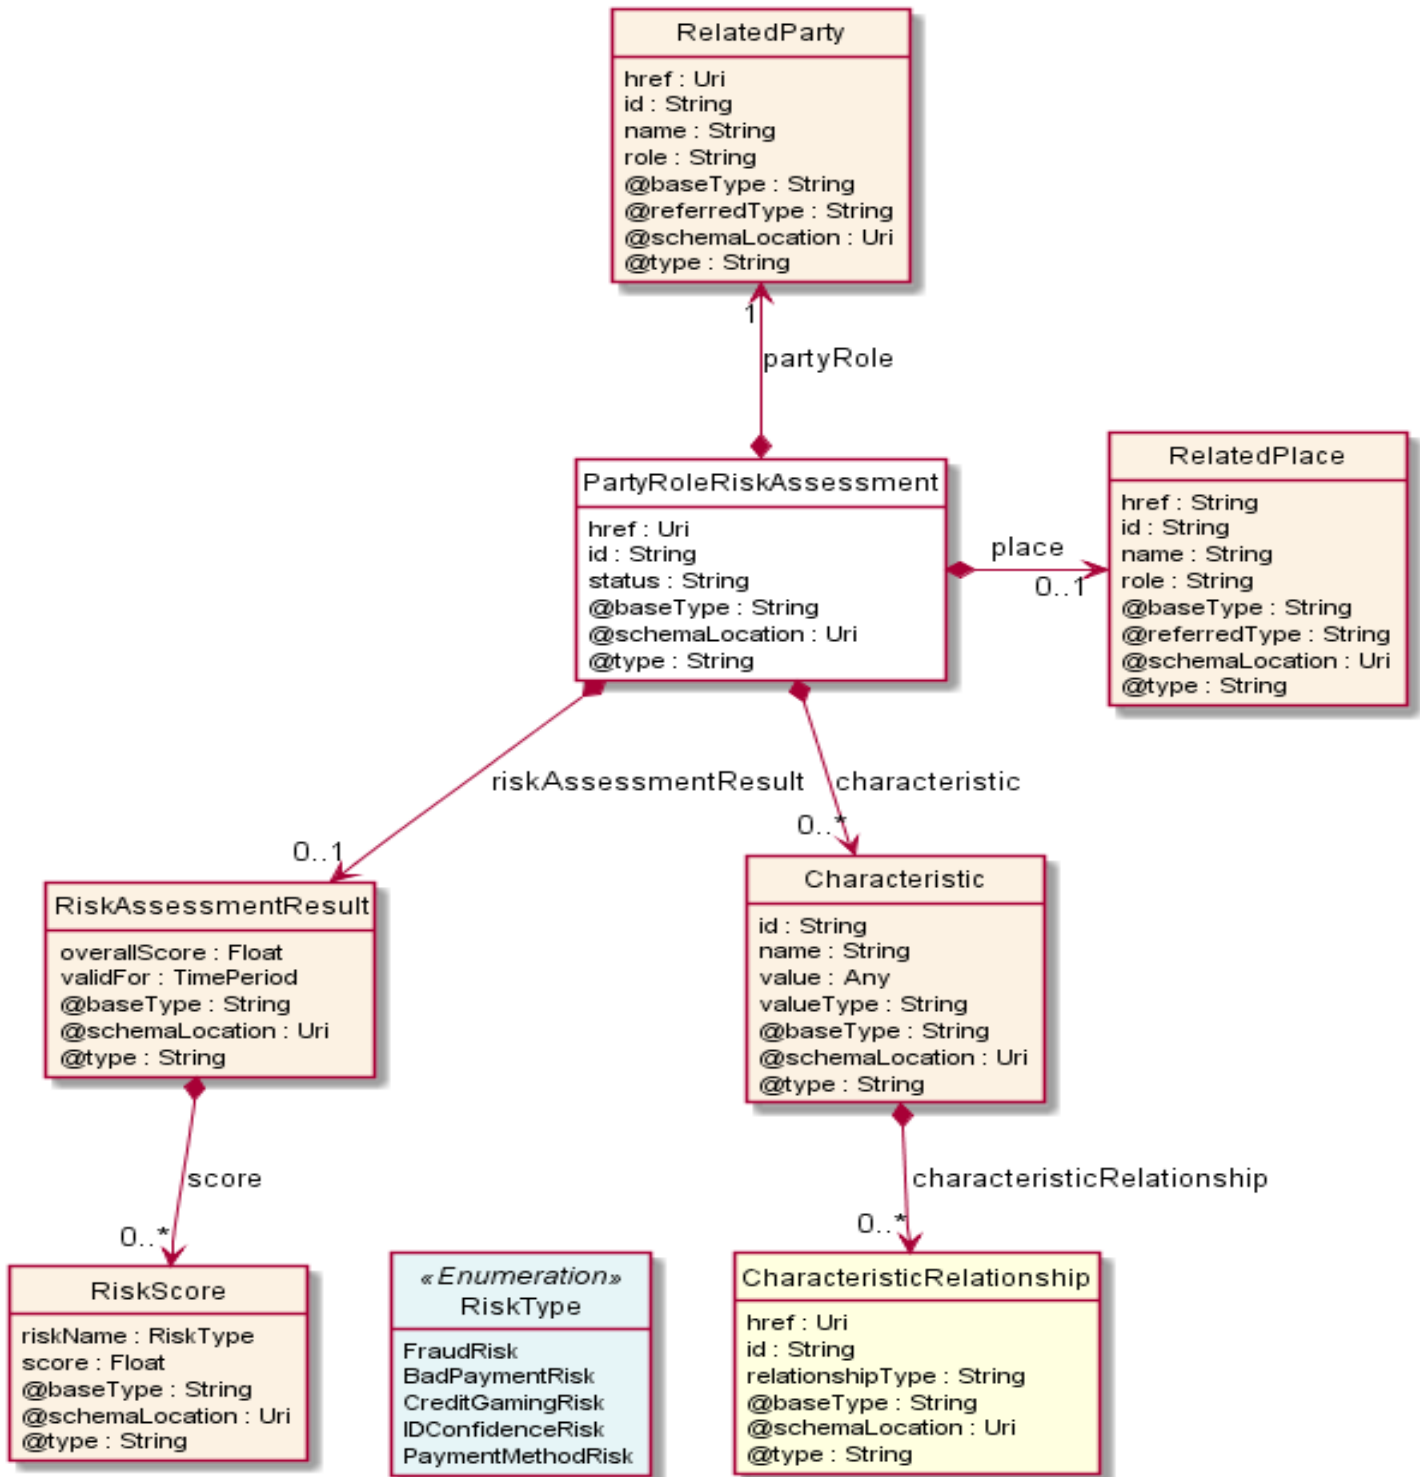 RelatedParty
href : Uri
id : String
name : String
role : String
@baseType : String
@referredType : String
@schemaLocation : Uri
@type : String
1
partyRole
PartyRoleRiskAssessment
href : Uri
id : String
status : String
@baseType : String
@schemaLocation : Uri
@type : String
place
0..1
RelatedPlace
href : String
id : String
name : String
role : String
@baseType : String
@referredType : String
@schemaLocation : Uri
@type : String
riskAssessmentResult
0..1
characteristic
0..*
RiskAssessmentResult
overallScore : Float
validFor : TimePeriod
@baseType : String
@schemaLocation : Uri
@type : String
Characteristic
id : String
name : String
value : Any
valueType : String
@baseType : String
@schemaLocation : Uri
@type : String
score
0..*
characteristicRelationship
0..*
RiskScore
riskName : RiskType
score : Float
@baseType : String
@schemaLocation : Uri
@type : String
«Enumeration»
RiskType
FraudRisk
BadPaymentRisk
CreditGamingRisk
IDConfidenceRisk
PaymentMethodRisk
CharacteristicRelationship
href : Uri
id : String
relationshipType : String
@baseType : String
@schemaLocation : Uri
@type : String